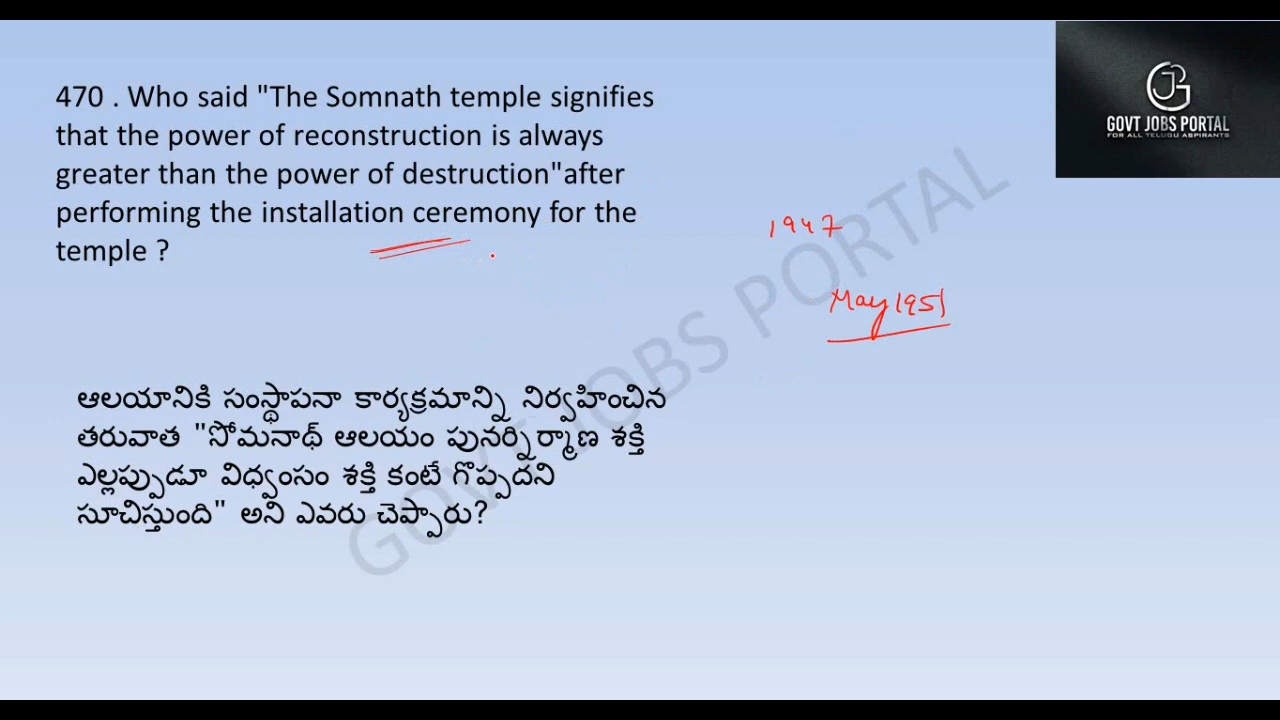 470 . Who said "The Somnath temple signifies
that the power of reconstruction is always
greater than the power of destruction"after
performing the installation ceremony for the
temple ?
GOVT JOBS PORTAL
FOR ALL TELUGU ASPIRANTS
1947
May 1951
ఆలయానికి సంస్థాపనా కార్యక్రమాన్ని నిర్వహించిన
తరువాత "సోమనాథ్ ఆలయం పునర్నిర్మాణ శక్తి
ఎల్లప్పుడూ విధ్వంసం శక్తి కంటే గొప్పదని
సూచిస్తుంది" అని ఎవరు చెప్పారు?
GOVT JOBS PORTAL